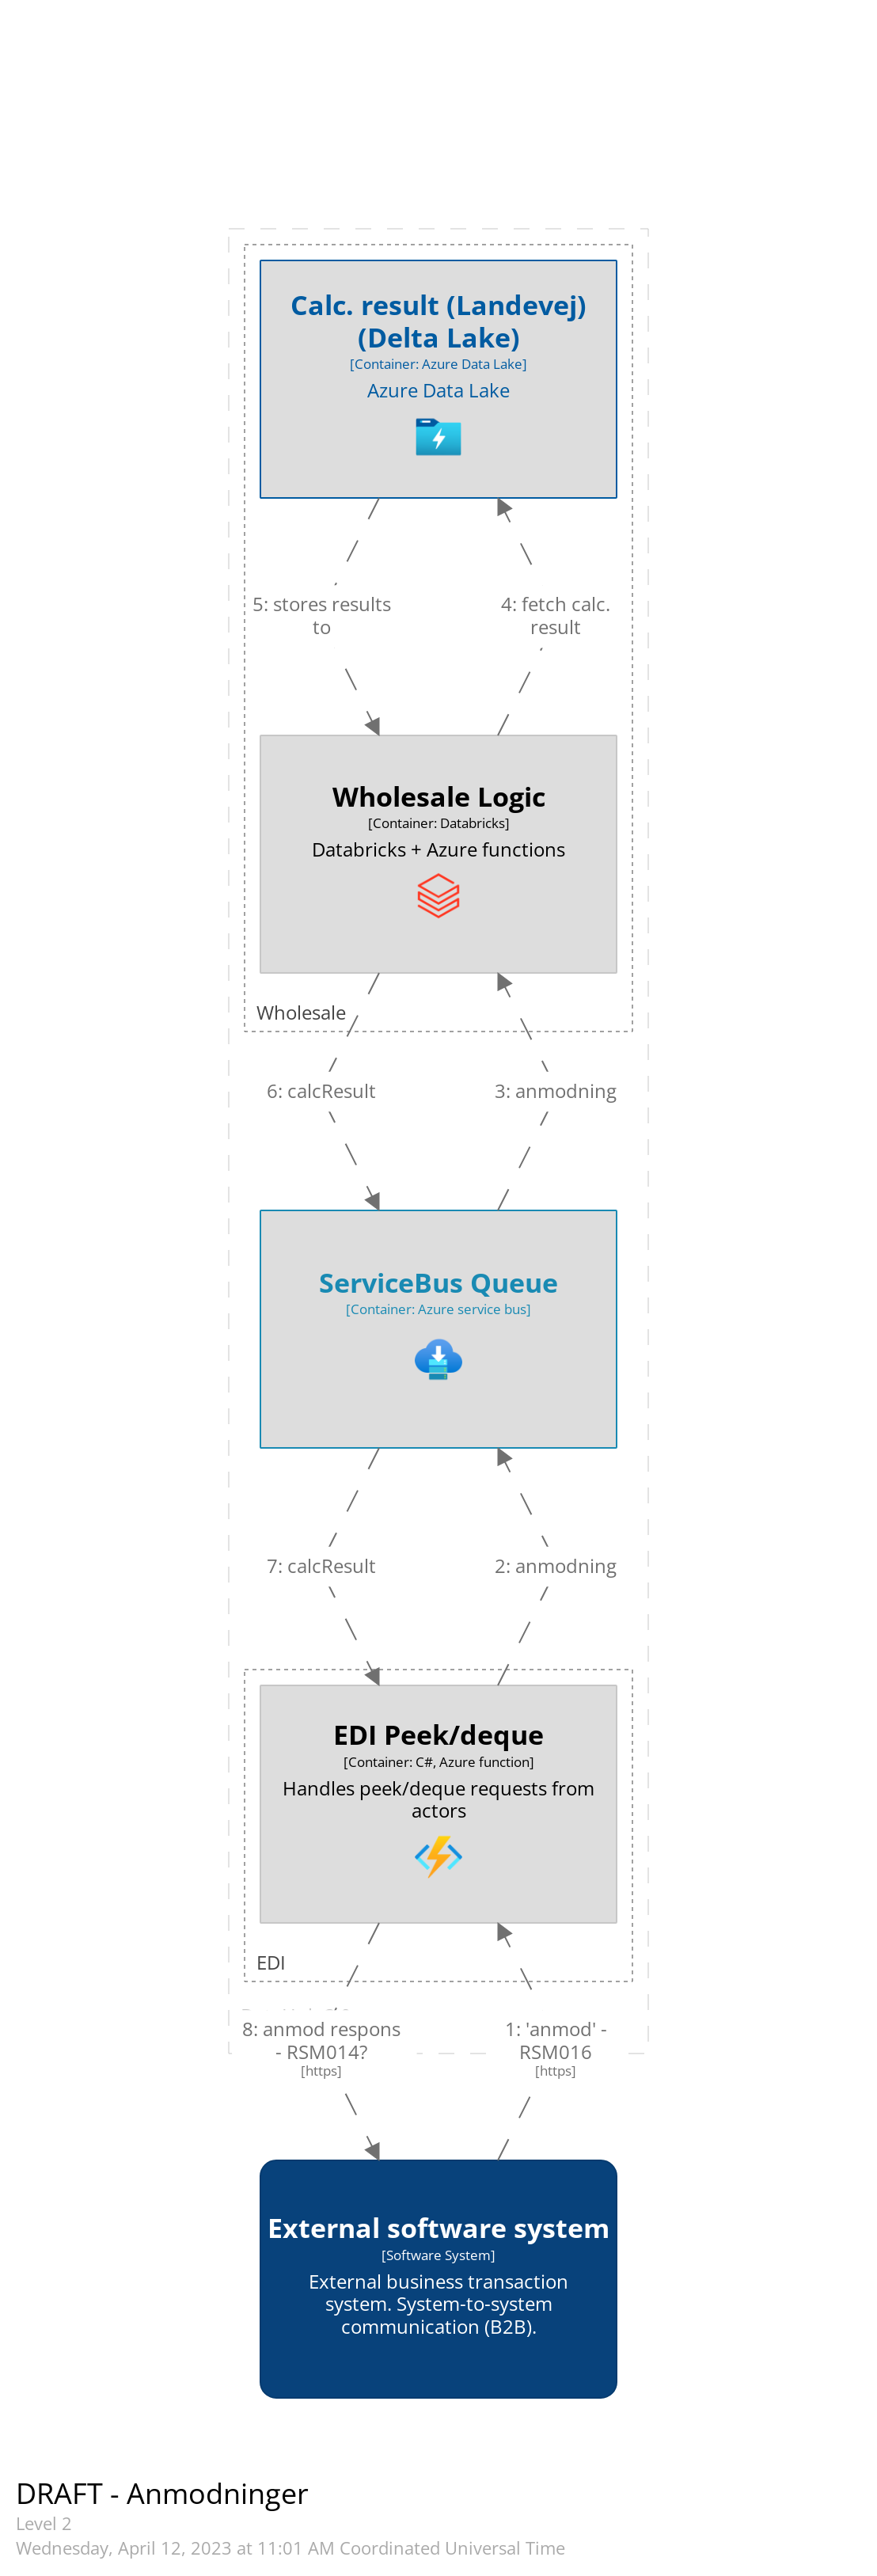 Calc. result (Landevej)
(Delta Lake)
[Container: Azure Data Lake]
Azure Data Lake
5: stores results
to
4: fetch calc.
result
Wholesale Logic
[Container: Databricks]
Databricks + Azure functions
Wholesale
6: calcResult
3: anmodning
ServiceBus Queue
[Container: Azure service bus]
7: calcResult
2: anmodning
EDI Peek/deque
[Container: C#, Azure function]
Handles peek/deque requests from
actors
EDI
8: anmod respons
- RSM014?
[https]
1: 'anmod' -
RSM016
[https]
External software system
[Software System]
External business transaction
system. System-to-system
communication (B2B).
DRAFT - Anmodninger
Level 2
Wednesday, April 12, 2023 at 11:01 AM Coordinated Universal Time